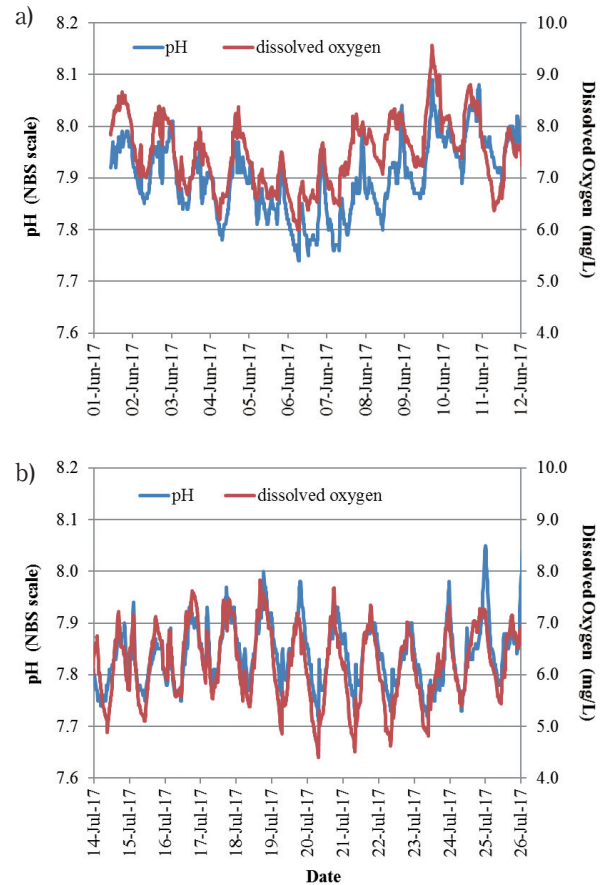 a)
pH dissolved oxygen
8.2
8.1
8.0
7.9
7.8
7.7
7.6
pH (NBS scale)
10.0
9.0
8.0
7.0
6.0
5.0
4.0
Dissolved Oxygen (mg/L)
01-Jun-17
02-Jun-17
03-Jun-17
04-Jun-17
05-Jun-17
06-Jun-17
07-Jun-17
08-Jun-17
09-Jun-17
10-Jun-17
11-Jun-17
12-Jun-17
b)
pH dissolved oxygen
8.2
8.1
8.0
7.9
7.8
7.7
7.6
pH (NBS scale)
10.0
9.0
8.0
7.0
6.0
5.0
4.0
Dissolved Oxygen (mg/L)
14-Jul-17
15-Jul-17
16-Jul-17
17-Jul-17
18-Jul-17
19-Jul-17
20-Jul-17
21-Jul-17
22-Jul-17
23-Jul-17
24-Jul-17
25-Jul-17
26-Jul-17
Date